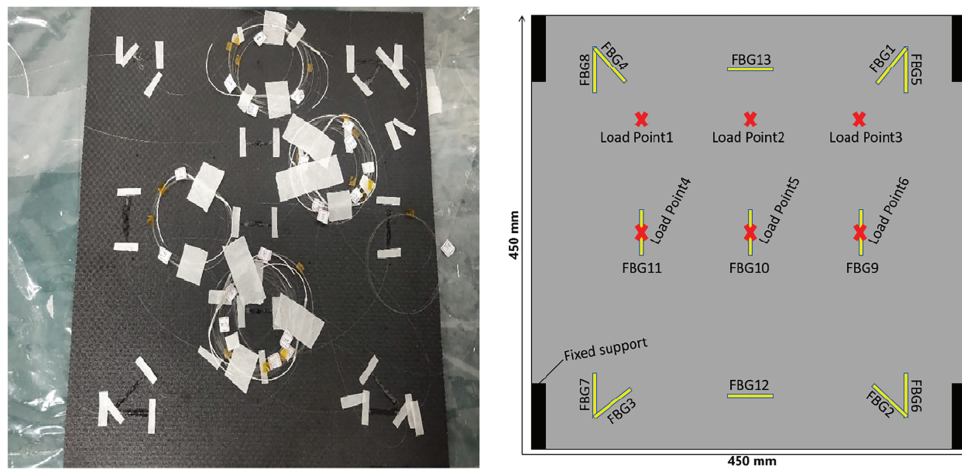 FBG8
FBG4
FBG13
FBG1
FBG5
Load Point1
Load Point2
Load Point3
450 mm
Load Point4
Load Point5
Load Point6
FBG11
FBG10
FBG9
Fixed support
FBG7
FBG3
FBG12
FBG2
FBG6
450 mm